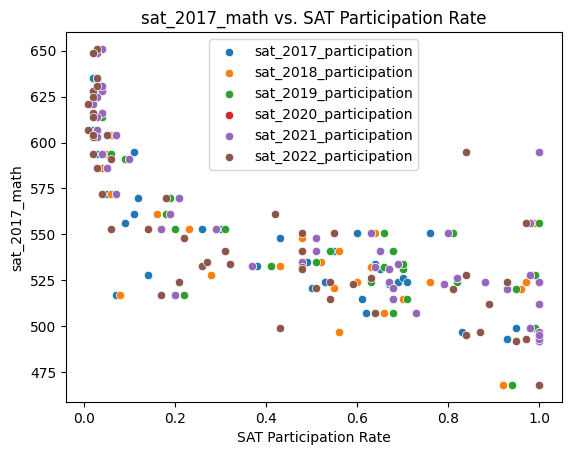 sat_2017_math vs. SAT Participation Rate
sat_2017_participation
sat_2018_participation
sat_2019_participation
sat_2020_participation
sat_2021_participation
sat_2022_participation
650
625
600
575
550
525
500
475
sat_2017_math
0.0 0.2 0.4 0.6 0.8 1.0
SAT Participation Rate